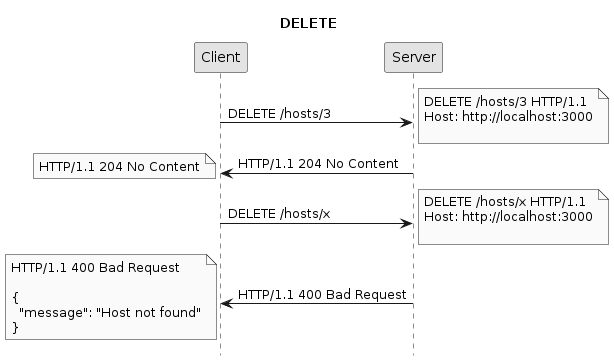 DELETE
Client
Server
DELETE /hosts/3
DELETE /hosts/3 HTTP/1.1
Host: http://localhost:3000
HTTP/1.1 204 No Content
HTTP/1.1 204 No Content
DELETE /hosts/x
DELETE /hosts/x HTTP/1.1
Host: http://localhost:3000
HTTP/1.1 400 Bad Request
{
  "message": "Host not found"
}
HTTP/1.1 400 Bad Request